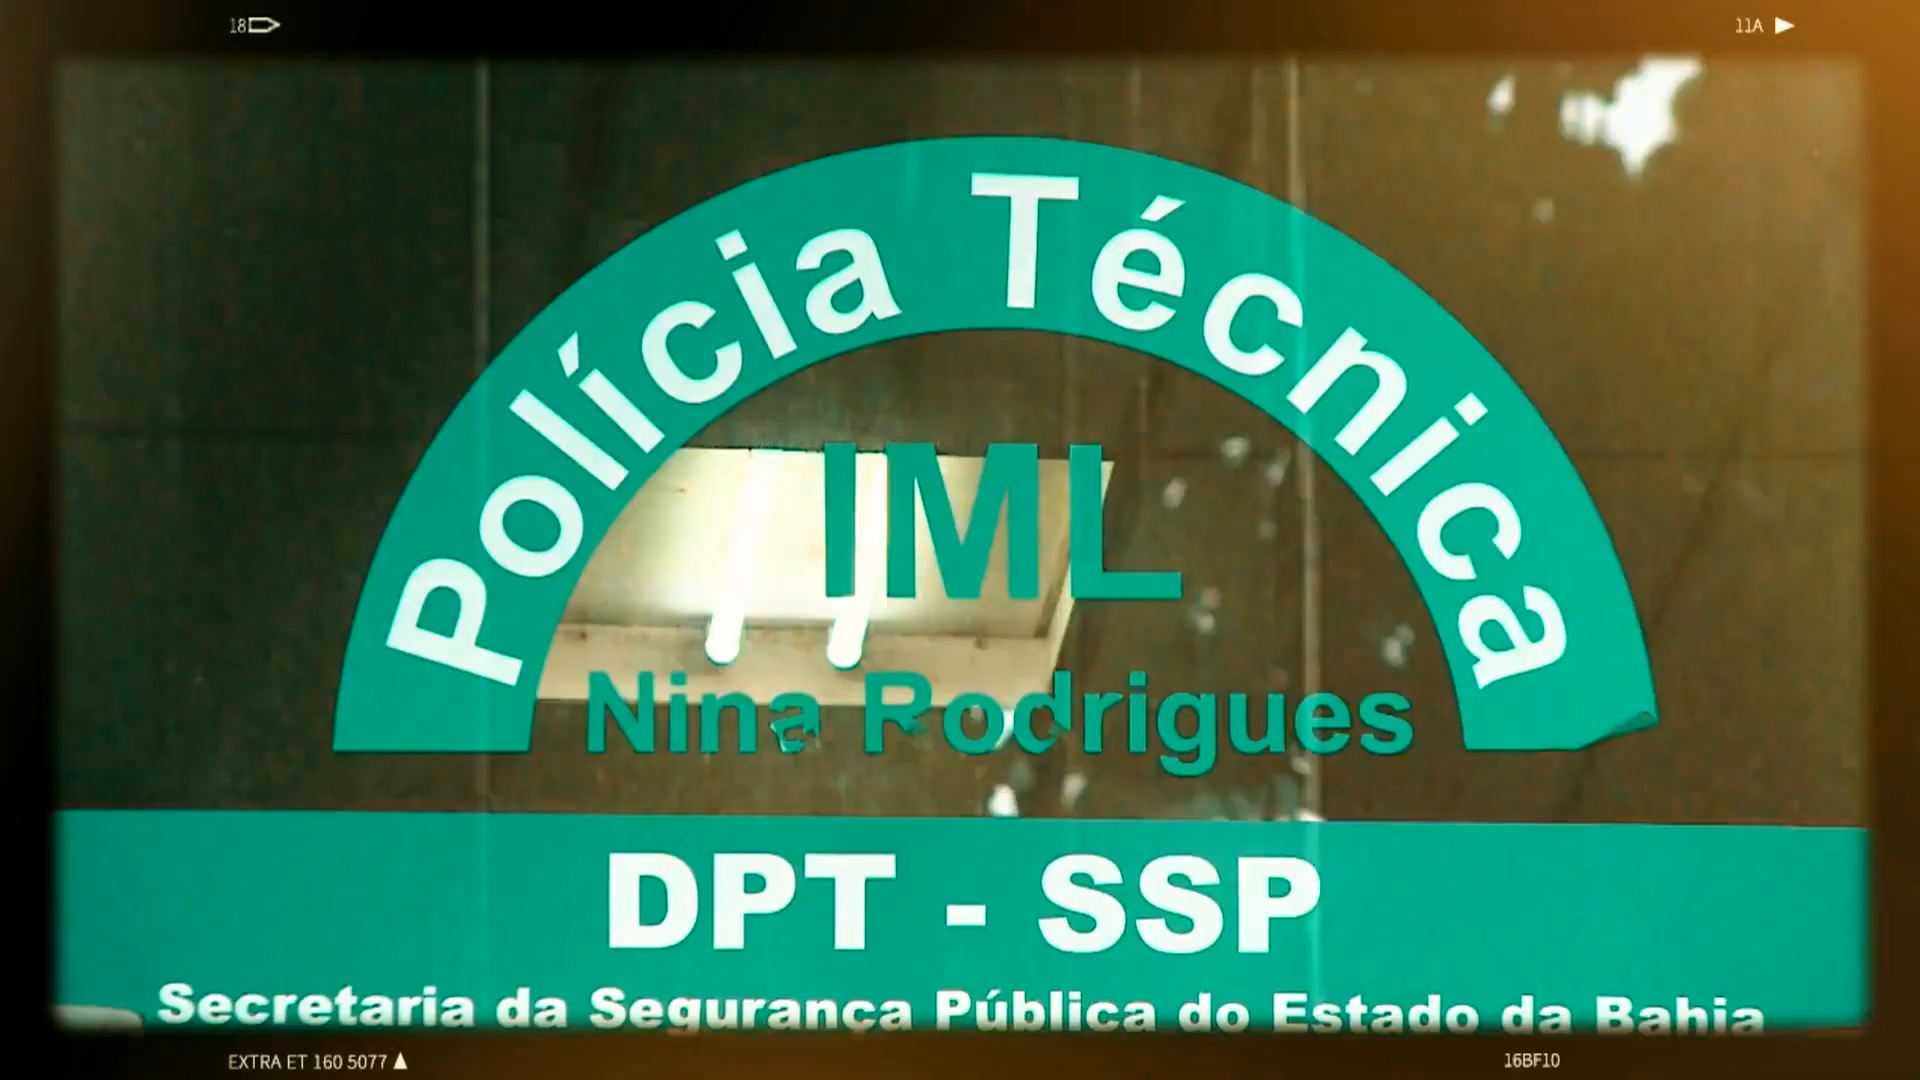 18
11A
Polícia Técnica
IML
Nina Rodrigues
DPT - SSP
Secretaria da Segurança Pública do Estado da Bahia
EXTRA ET 160 5077
16BF10